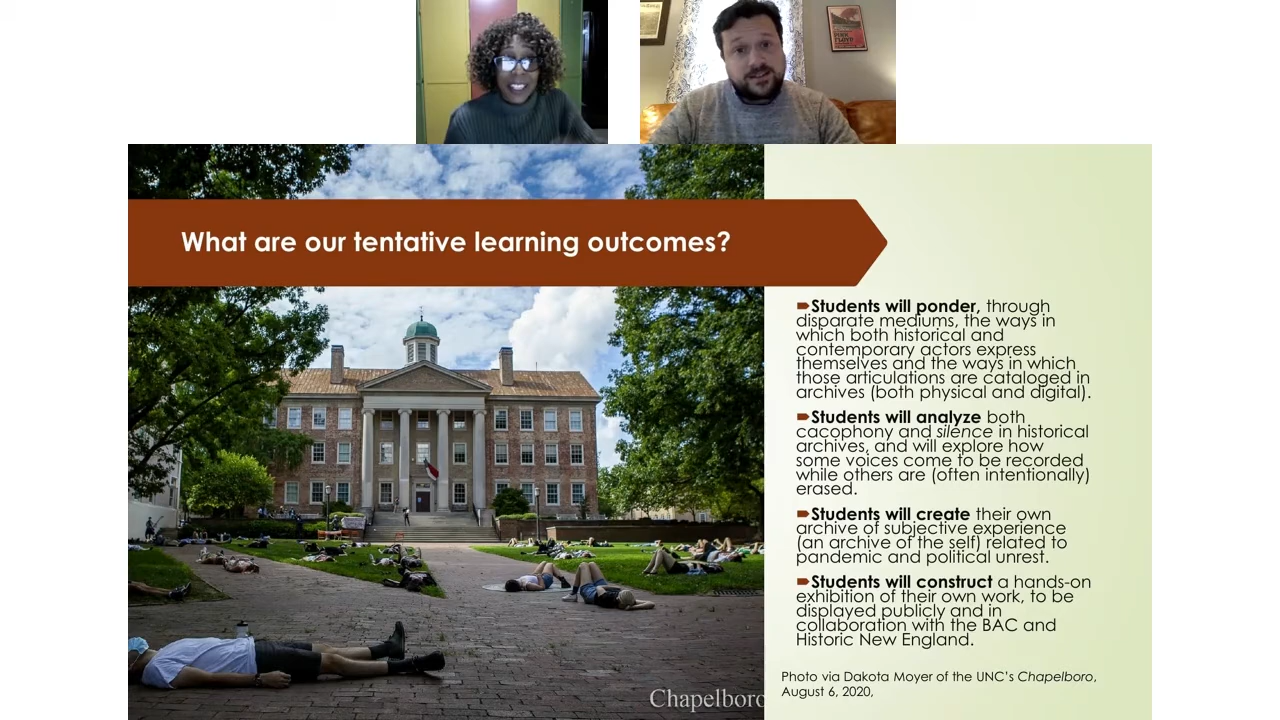 What are our tentative learning outcomes?
Students will ponder, through
disparate mediums, the ways in
which both historical and
contemporary actors express
themselves and the ways in which
those articulations are cataloged in
archives (both physical and digital).
Students will analyze both
cacophony and silence in historical
archives, and will explore how
some voices come to be recorded
while others are (often intentionally)
erased.
Students will create their own
archive of subjective experience
(an archive of the self) related to
pandemic and political unrest.
Students will construct a hands-on
exhibition of their own work, to be
displayed publicly and in
collaboration with the BAC and
Historic New England.
Photo via Dakota Moyer of the UNC's Chapelboro,
August 6, 2020,
Chapelboro